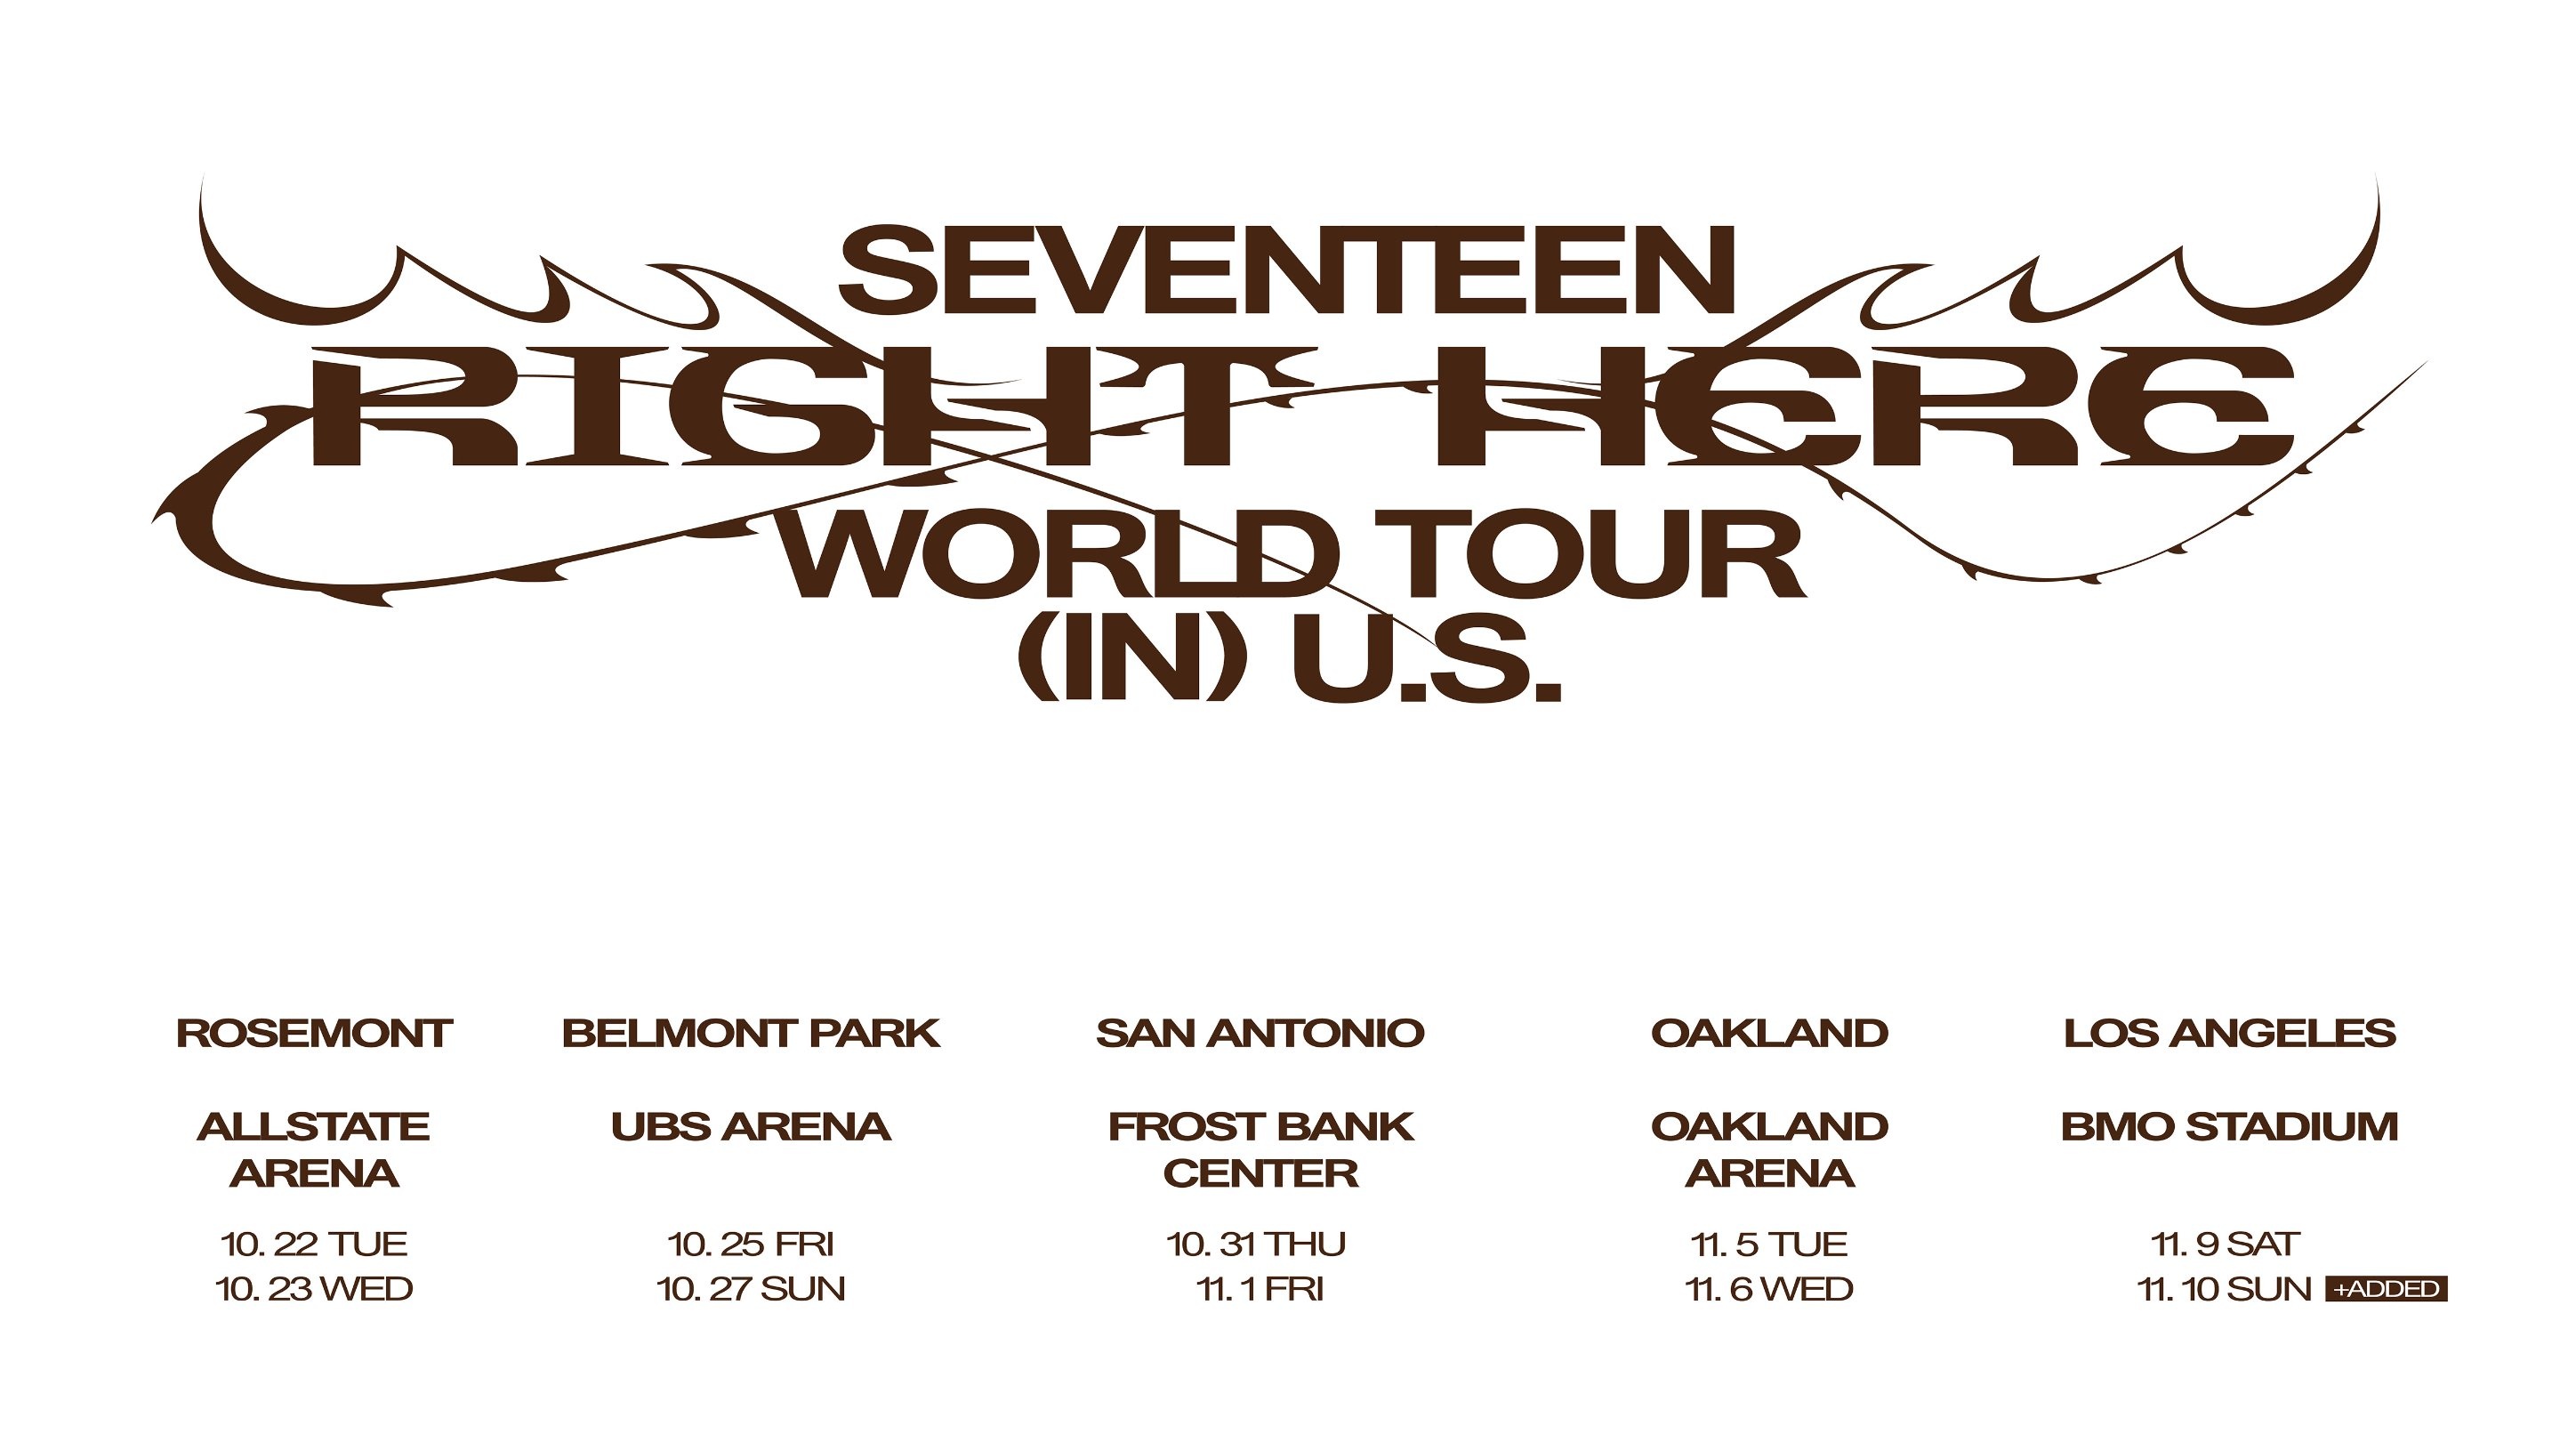 SEVENTEEN
RIGHT HERE
WORLD TOUR
(IN) U.S.
ROSEMONT
ALLSTATE
ARENA
10. 22 TUE
10. 23 WED
BELMONT PARK
UBS ARENA
10. 25 FRI
10. 27 SUN
SAN ANTONIO
FROST BANK
CENTER
10. 31 THU
11. 1 FRI
OAKLAND
OAKLAND
ARENA
11. 5 TUE
11. 6 WED
LOS ANGELES
BMO STADIUM
11. 9 SAT
11. 10 SUN +ADDED